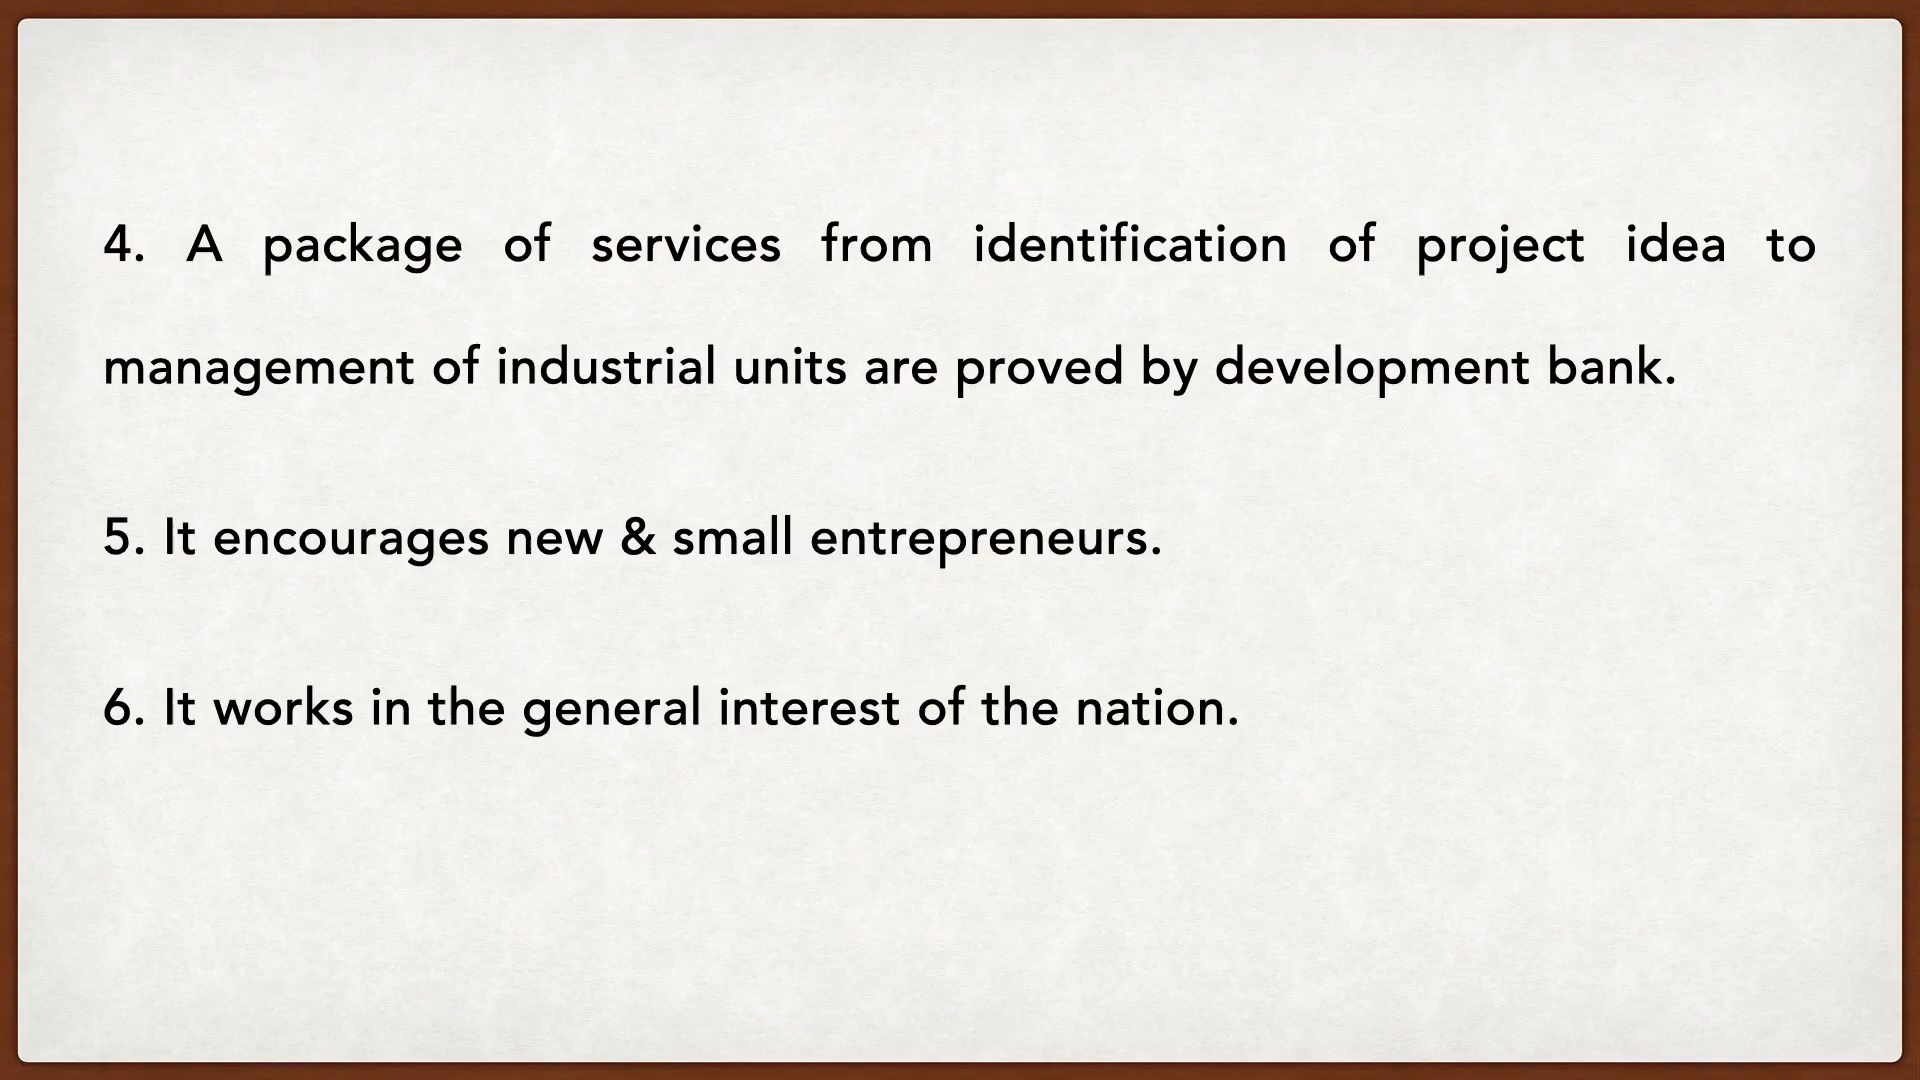 4. A package of services from identification of project idea to
management of industrial units are proved by development bank.
5. It encourages new & small entrepreneurs.
6. It works in the general interest of the nation.